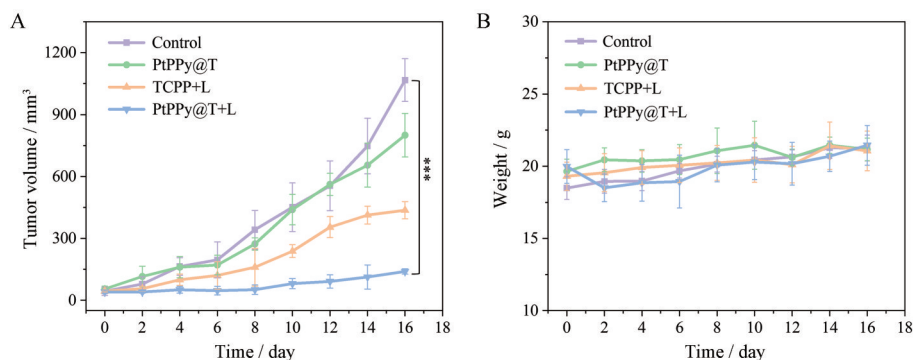 A
Control
PtPPy@T
TCPP+L
PtPPy@T+L
1200
900
600
300
0
Tumor volume / mm³
***
0 2 4 6 8 10 12 14 16 18
Time / day
B
Control
PtPPy@T
TCPP+L
PtPPy@T+L
30
25
20
15
10
Weight / g
0 2 4 6 8 10 12 14 16 18
Time / day